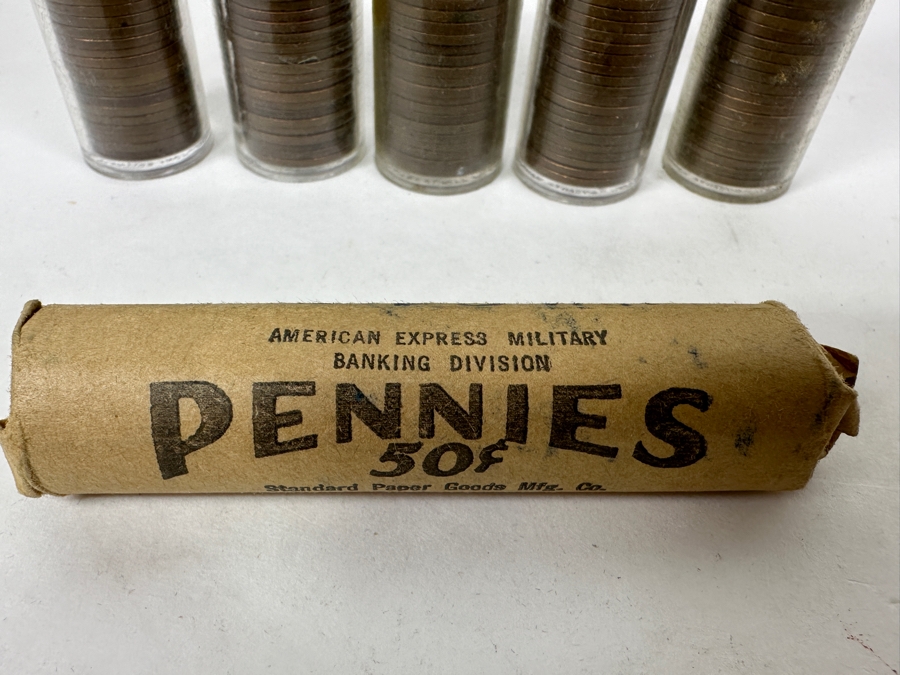 AMERICAN EXPRESS MILITARY
BANKING DIVISION
PENNIES
50¢
Standard Paper Goods Mfg. Co.